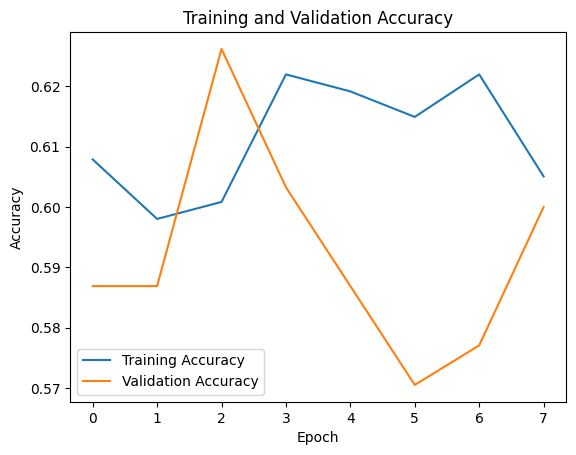 Training and Validation Accuracy
Accuracy
0.62
0.61
0.60
0.59
0.58
0.57
Training Accuracy
Validation Accuracy
0 1 2 3 4 5 6 7
Epoch